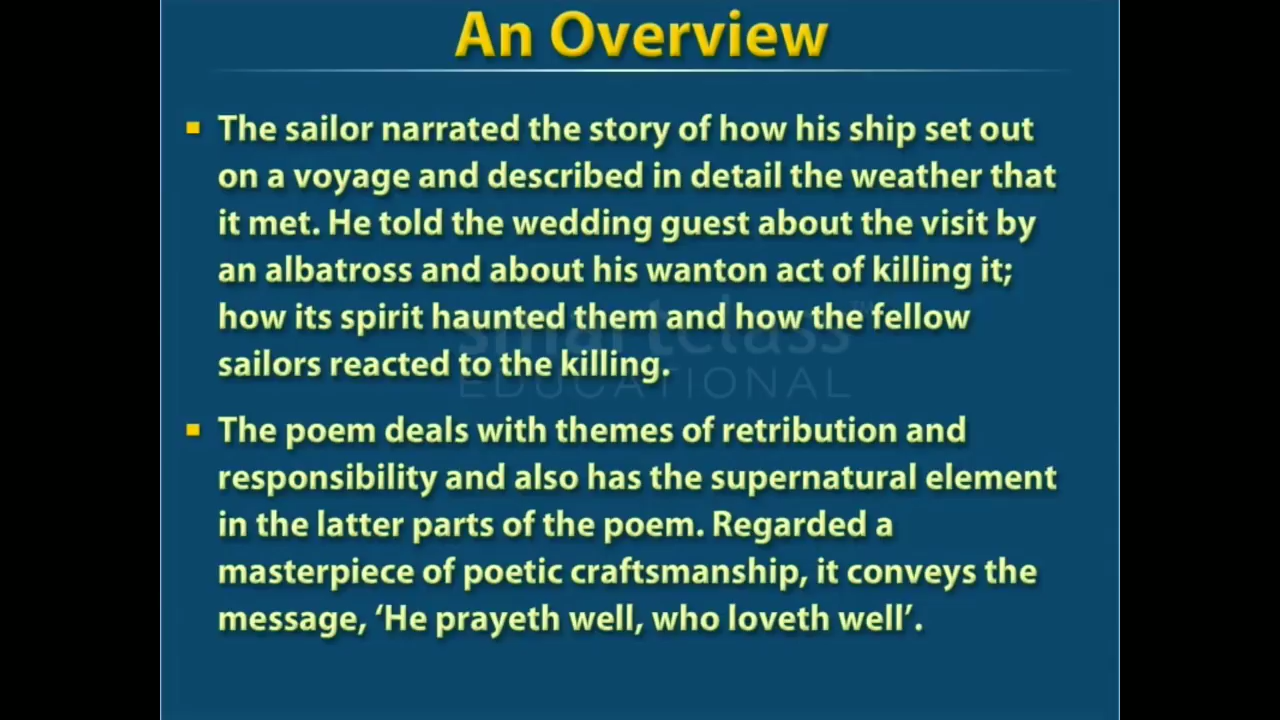 An Overview
The sailor narrated the story of how his ship set out
on a voyage and described in detail the weather that
it met. He told the wedding guest about the visit by
an albatross and about his wanton act of killing it;
how its spirit haunted them and how the fellow
sailors reacted to the killing.
smartclass™
EDUCATIONAL
The poem deals with themes of retribution and
responsibility and also has the supernatural element
in the latter parts of the poem. Regarded a
masterpiece of poetic craftsmanship, it conveys the
message, ‘He prayeth well, who loveth well’.